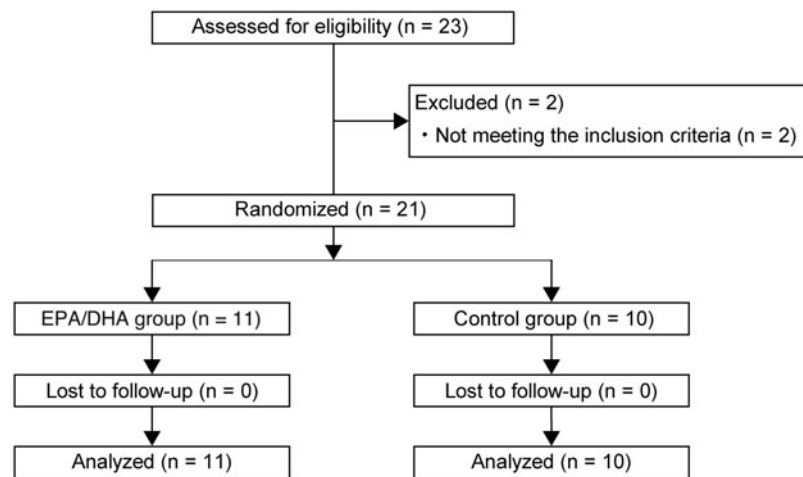 Assessed for eligibility (n = 23)
Excluded (n = 2)
・Not meeting the inclusion criteria (n = 2)
Randomized (n = 21)
EPA/DHA group (n = 11)
Control group (n = 10)
Lost to follow-up (n = 0)
Lost to follow-up (n = 0)
Analyzed (n = 11)
Analyzed (n = 10)